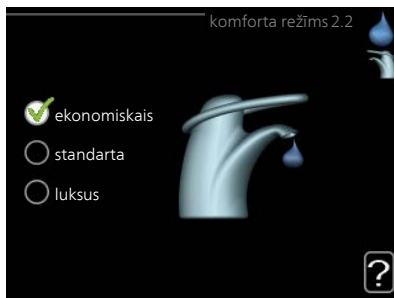 komforta režīms 2.2
ekonomiskais
standarta
luksus
?